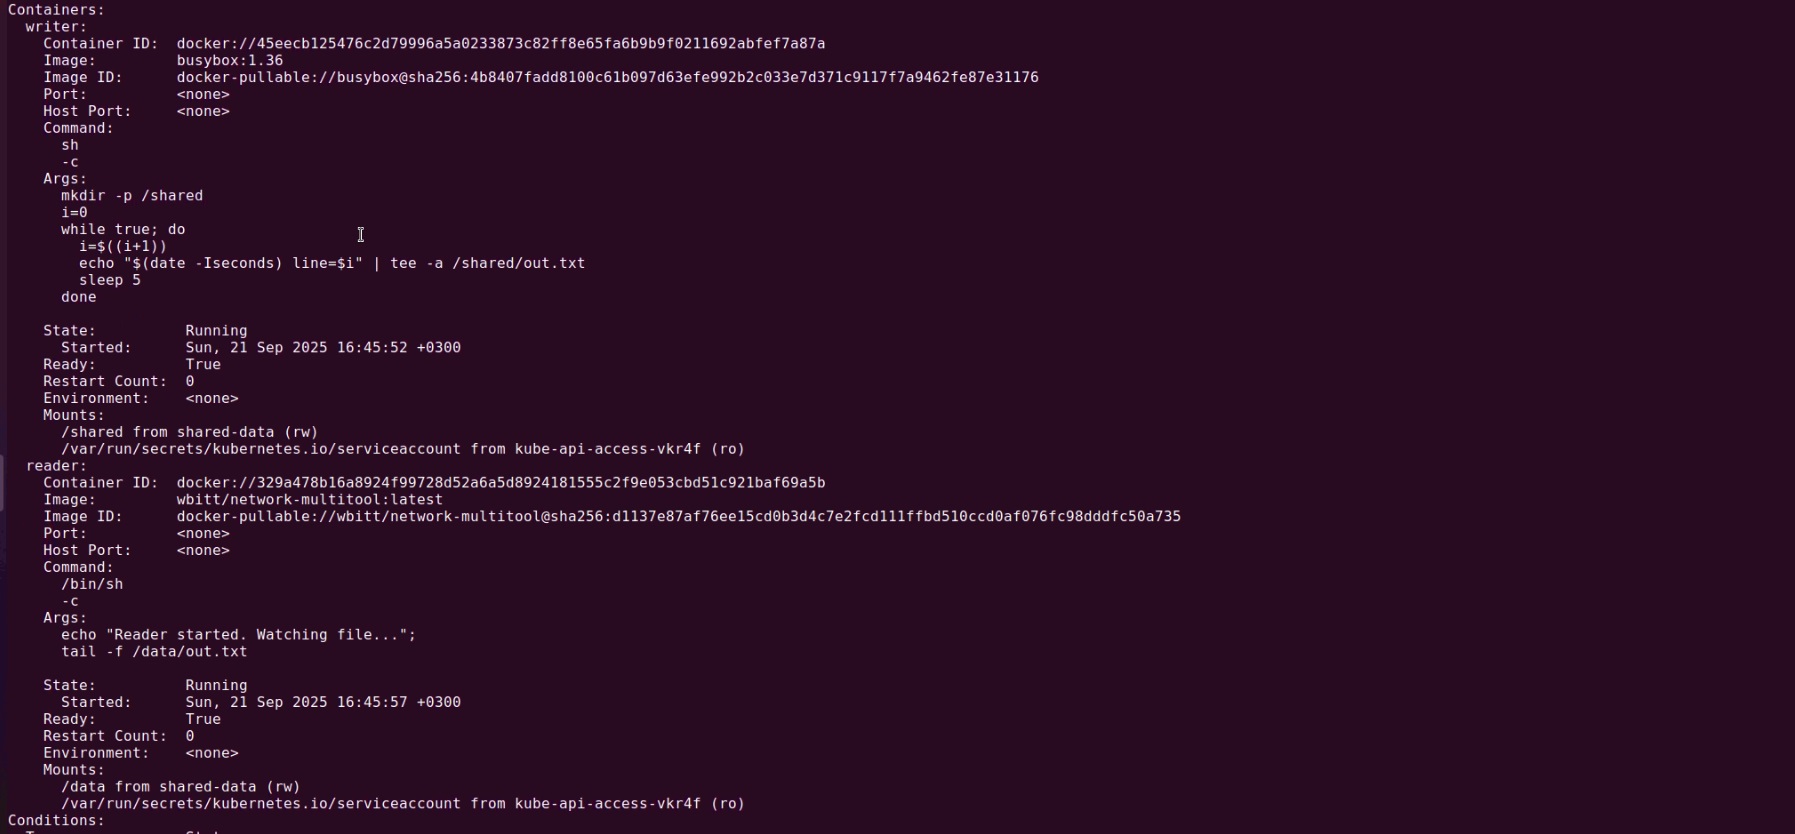 Containers:
  writer:
    Container ID:  docker://45eecb125476c2d79996a5a0233873c82ff8e65fa6b9b9f0211692abfef7a87a
    Image:         busybox:1.36
    Image ID:      docker-pullable://busybox@sha256:4b8407fadd8100c61b097d63efe992b2c033e7d371c9117f7a9462fe87e31176
    Port:          <none>
    Host Port:     <none>
    Command:
      sh
      -c
    Args:
      mkdir -p /shared
      i=0
      while true; do
        i=$((i+1))
        echo "$(date -Iseconds) line=$i" | tee -a /shared/out.txt
        sleep 5
      done

    State:          Running
      Started:      Sun, 21 Sep 2025 16:45:52 +0300
    Ready:          True
    Restart Count:  0
    Environment:    <none>
    Mounts:
      /shared from shared-data (rw)
      /var/run/secrets/kubernetes.io/serviceaccount from kube-api-access-vkr4f (ro)
  reader:
    Container ID:  docker://329a478b16a8924f99728d52a6a5d8924181555c2f9e053cbd51c921baf69a5b
    Image:         wbitt/network-multitool:latest
    Image ID:      docker-pullable://wbitt/network-multitool@sha256:d1137e87af76ee15cd0b3d4c7e2fcd111ffbd510ccd0af076fc98dddfc50a735
    Port:          <none>
    Host Port:     <none>
    Command:
      /bin/sh
      -c
    Args:
      echo "Reader started. Watching file...";
      tail -f /data/out.txt

    State:          Running
      Started:      Sun, 21 Sep 2025 16:45:57 +0300
    Ready:          True
    Restart Count:  0
    Environment:    <none>
    Mounts:
      /data from shared-data (rw)
      /var/run/secrets/kubernetes.io/serviceaccount from kube-api-access-vkr4f (ro)
Conditions: